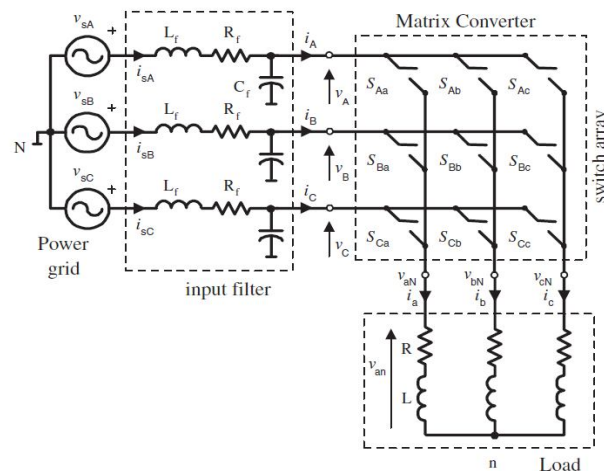 v_sA + L_f R_f i_A Matrix Converter
i_sA C_f v_A S_Aa S_Ab S_Ac
v_sB + L_f R_f i_B
N i_sB v_B S_Ba S_Bb S_Bc switch array
v_sC + L_f R_f i_C
i_sC v_C S_Ca S_Cb S_Cc
Power
grid
input filter
v_aN v_bN v_cN
i_a i_b i_c
R
v_an
L
n Load